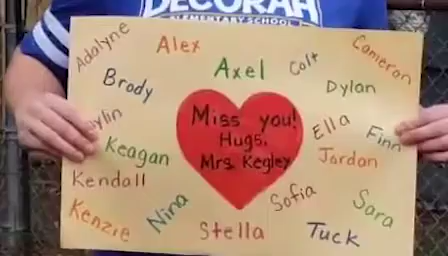 DECORAH
ELEMENTARY SCHOOL
Adalyne
Alex
Axel
Colt
Cameron
Brody
Dylan
Miss you!
Hugs,
Mrs. Kegley
Ella
Finn
Keagan
Jordan
Kendall
Sofia
Sara
Kenzie
Nina
Stella
Tuck